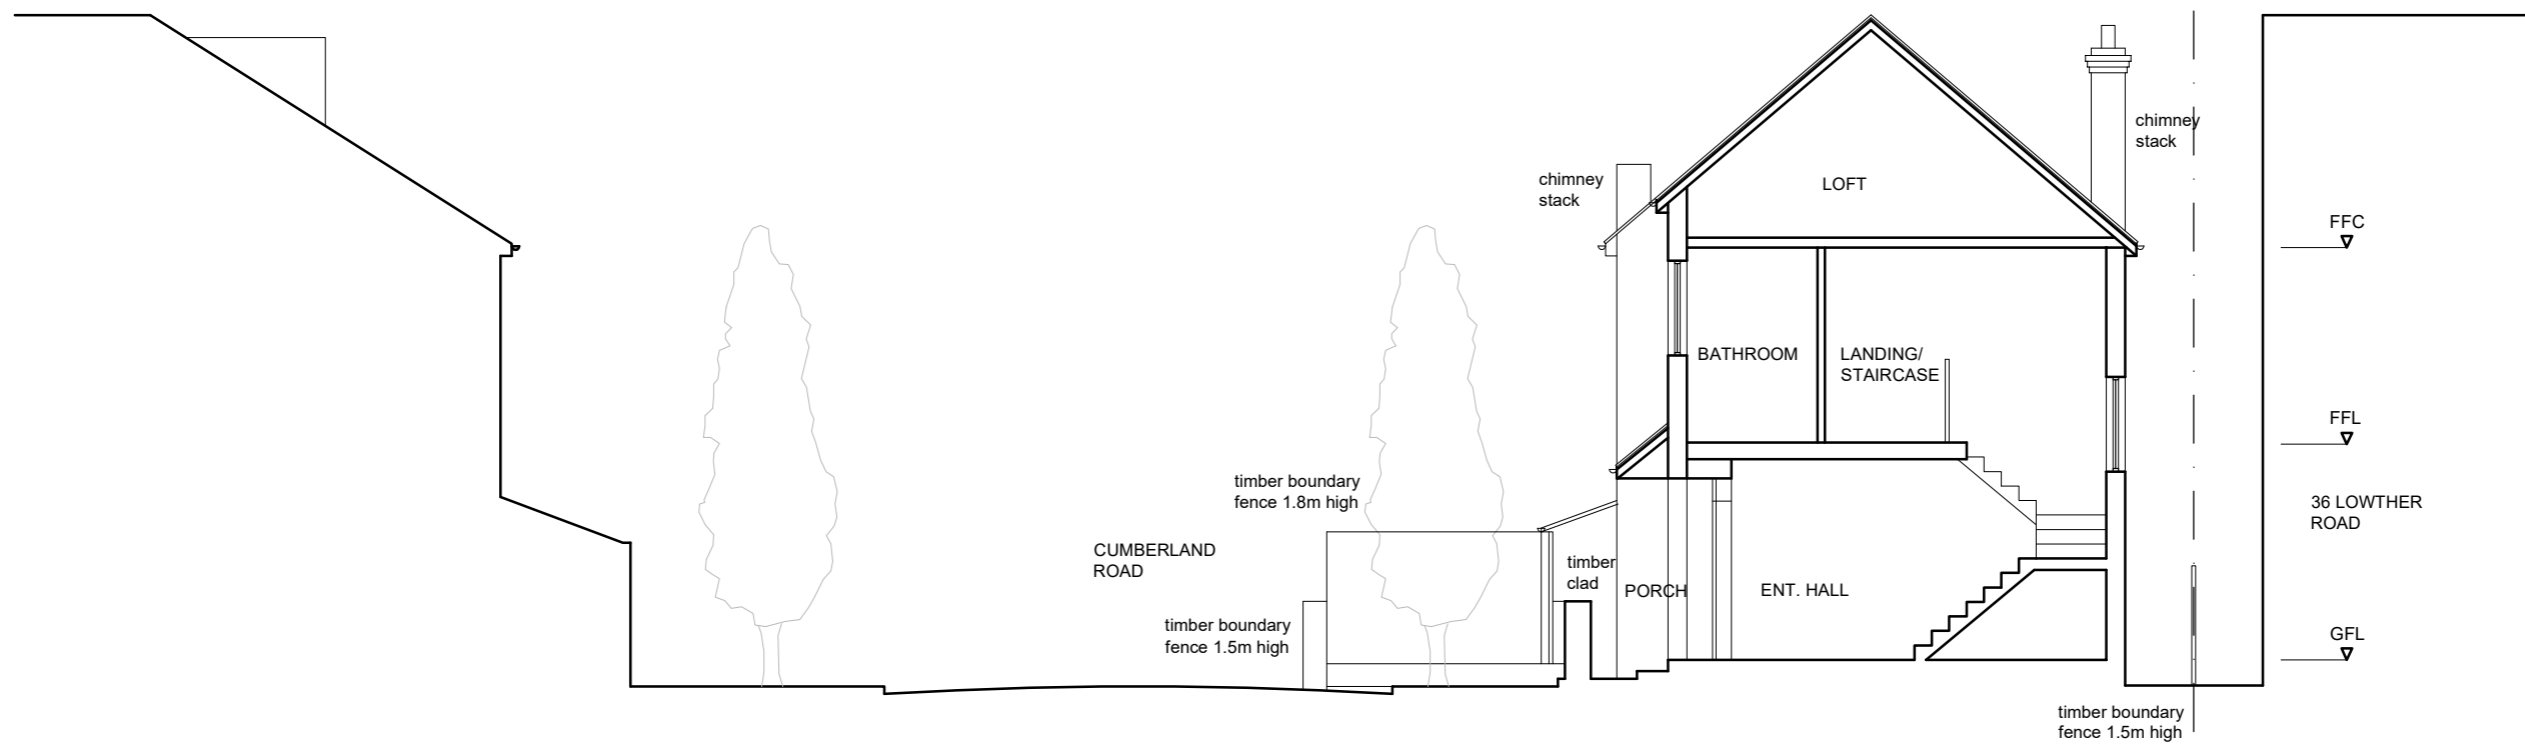 chimney
stack
chimney
stack
LOFT
FFC
BATHROOM
LANDING/
STAIRCASE
FFL
timber boundary
fence 1.8m high
36 LOWTHER
ROAD
CUMBERLAND
ROAD
timber
clad
PORCH
ENT. HALL
timber boundary
fence 1.5m high
GFL
timber boundary
fence 1.5m high